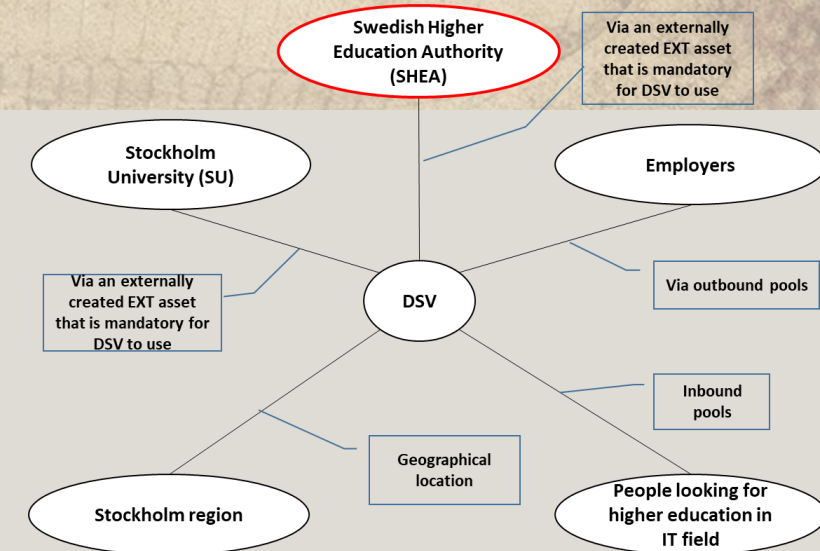 Swedish Higher
Education Authority
(SHEA)
Via an externally
created EXT asset
that is mandatory
for DSV to use
Stockholm
University (SU)
Employers
Via an externally
created EXT asset
that is mandatory for
DSV to use
DSV
Via outbound pools
Inbound
pools
Geographical
location
Stockholm region
People looking for
higher education in
IT field